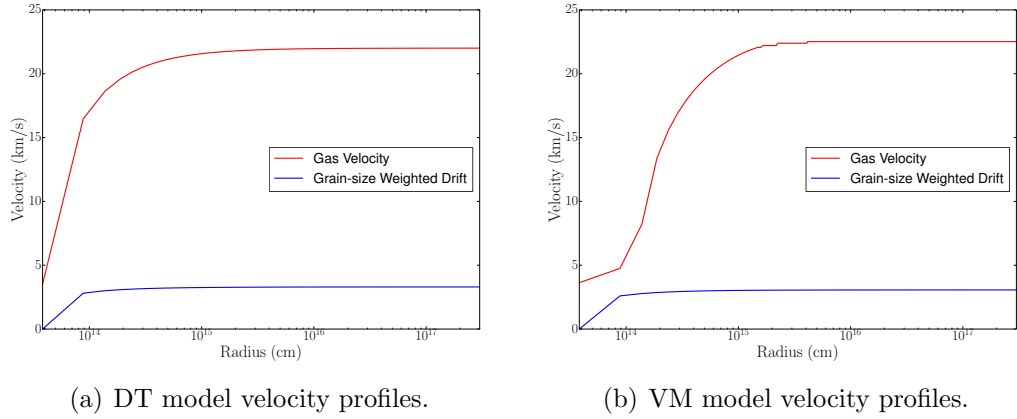 25
20
15
10
5
0
Velocity (km/s)
Gas Velocity
Grain-size Weighted Drift
10^14
10^15
10^16
10^17
Radius (cm)
(a) DT model velocity profiles.
25
20
15
10
5
0
Velocity (km/s)
Gas Velocity
Grain-size Weighted Drift
10^14
10^15
10^16
10^17
Radius (cm)
(b) VM model velocity profiles.